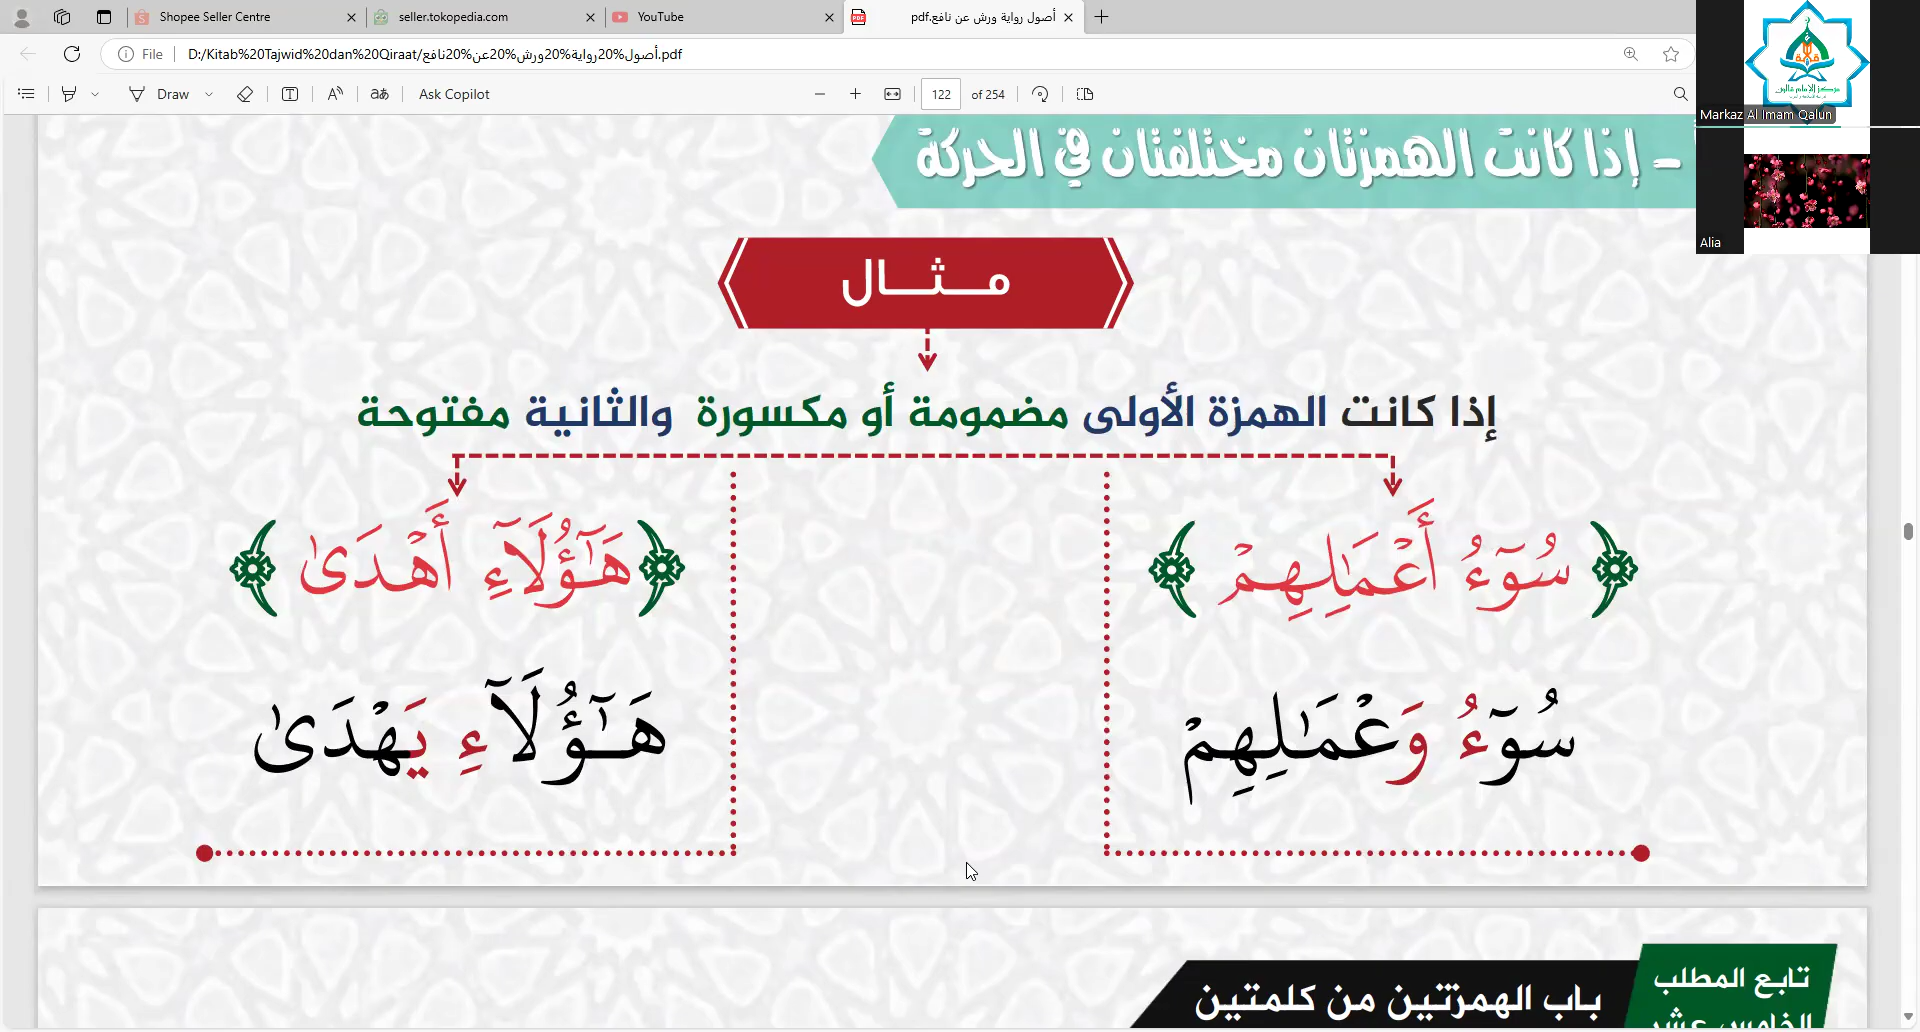 Shopee Seller Centre
seller.tokopedia.com
YouTube
أصول رواية ورش عن نافع.pdf
File
D:/Kitab%20Tajwid%20dan%20Qiraat/أصول%20رواية%20ورش%20عن%20نافع.pdf
Draw
Ask Copilot
122 of 254
Markaz Al Imam Qalun
Alia
- إذا كانت الهمزتان مختلفتان في الحركة
مـثـال
إذا كانت الهمزة الأولى مضمومة أو مكسورة والثانية مفتوحة
سُوٓءُ أَعْمَـٰلِهِمْ
هَـٰٓؤُلَآءِ أَهْدَىٰ
سُوٓءُ وَعْمَـٰلِهِمْ
هَـٰٓؤُلَآءِ يَهْدَىٰ
تابع المطلب
الخامس عشر
باب الهمزتين من كلمتين